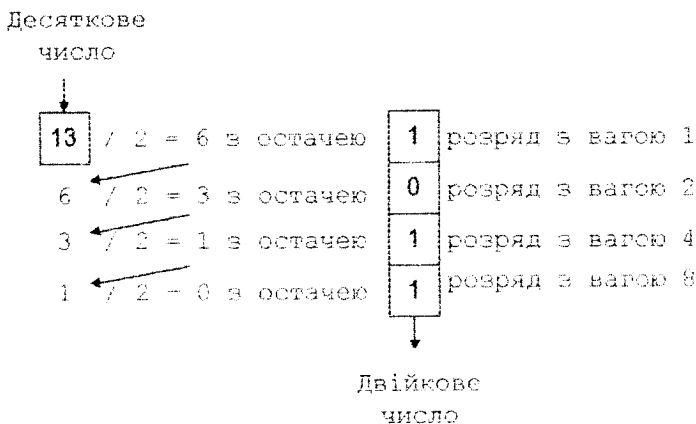 Десяткове
число
13 / 2 = 6 з остачею 1 розряд з вагою 1
6 / 2 = 3 з остачею 0 розряд з вагою 2
3 / 2 = 1 з остачею 1 розряд з вагою 4
1 / 2 = 0 з остачею 1 розряд з вагою 8
Двійкове
число